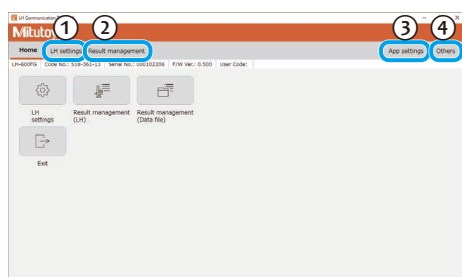 LH Communication
1 2 3 4
Mitutoyo
Home LH settings Result management App settings Others
LH-600FG Code No.: 518-361-13 Serial No.: 000102206 F/W Ver.: 0.500 User Code:
LH settings
Result management (LH)
Result management (Data file)
Exit